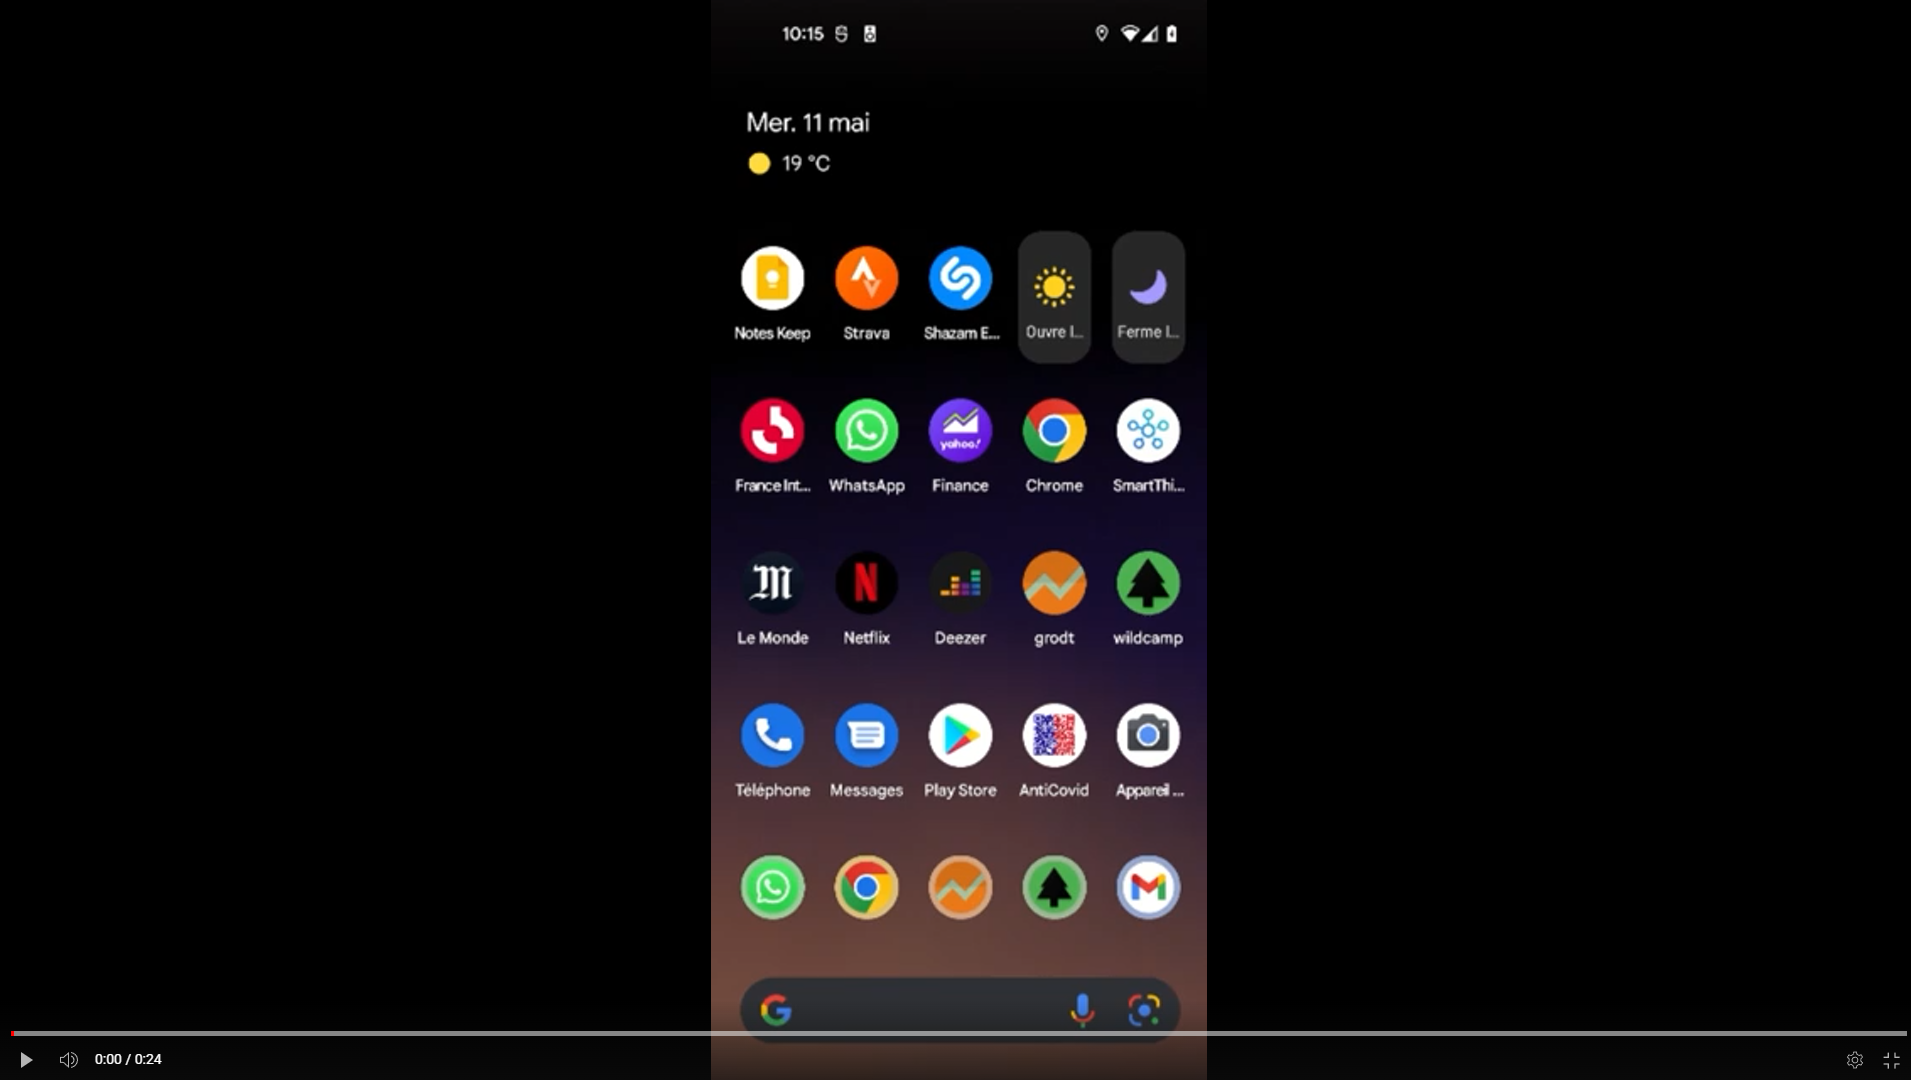 10:15
Mer. 11 mai
19 °C
Notes Keep
Strava
Shazam E...
Ouvre l...
Ferme l...
France Int...
WhatsApp
yahoo!
Finance
Chrome
SmartThi...
Le Monde
Netflix
Deezer
grodt
wildcamp
Téléphone
Messages
Play Store
AntiCovid
Appareil ...
0:00 / 0:24